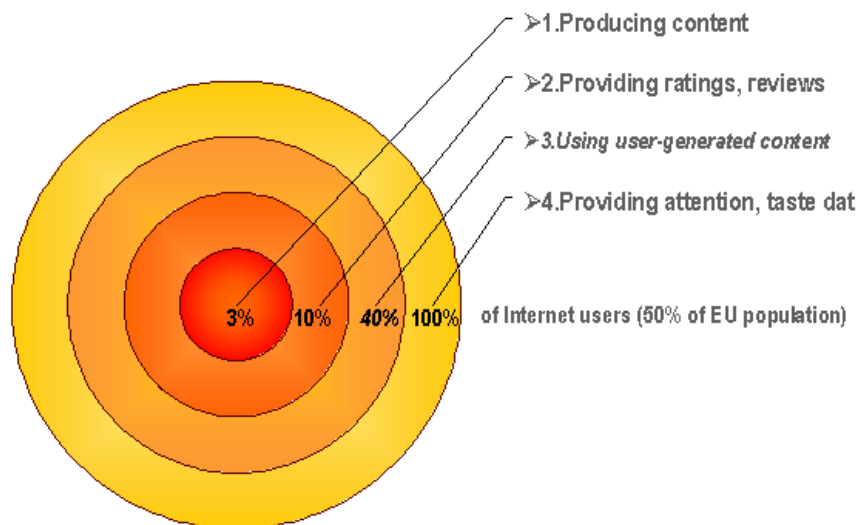 ➢1.Producing content
➢2.Providing ratings, reviews
➢3.Using user-generated content
➢4.Providing attention, taste dat
3% 10% 40% 100% of Internet users (50% of EU population)